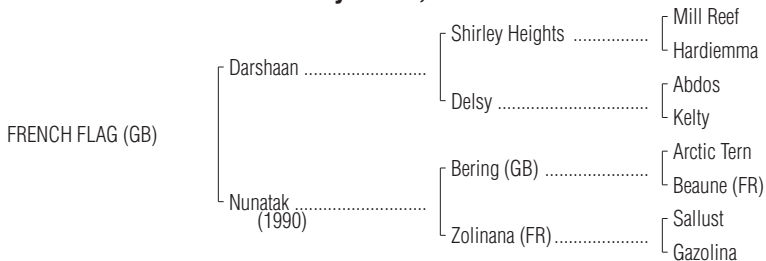 Mill Reef
Shirley Heights ................
Hardiemma
Darshaan ..........................
Abdos
Delsy ................................
Kelty
FRENCH FLAG (GB)
Arctic Tern
Bering (GB) ......................
Beaune (FR)
Nunatak ............................
(1990)
Sallust
Zolinana (FR)....................
Gazolina